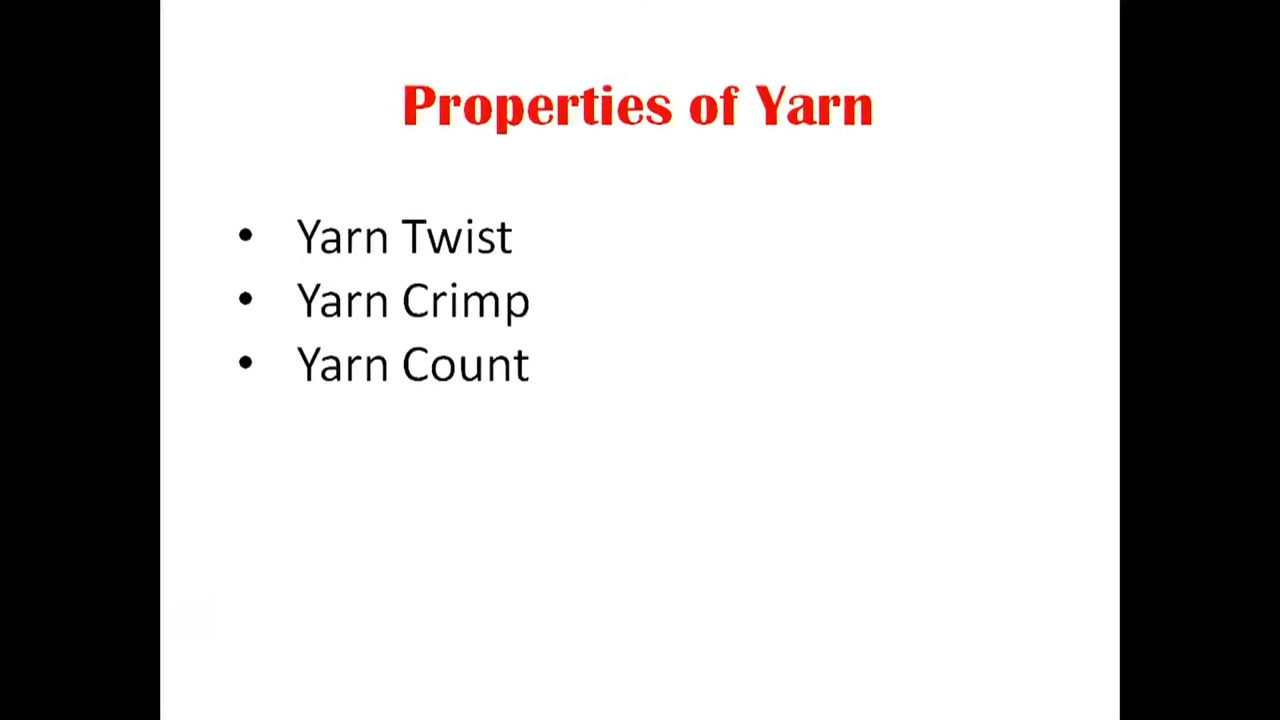 Properties of Yarn
• Yarn Twist
• Yarn Crimp
• Yarn Count